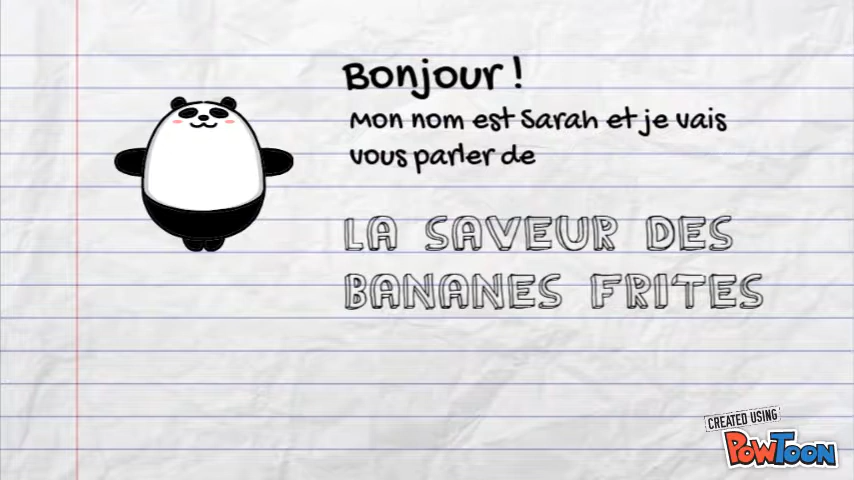 Bonjour !
Mon nom est Sarah et je vais
vous parler de
LA SAVEUR DES
BANANES FRITES
CREATED USING
POWTOON